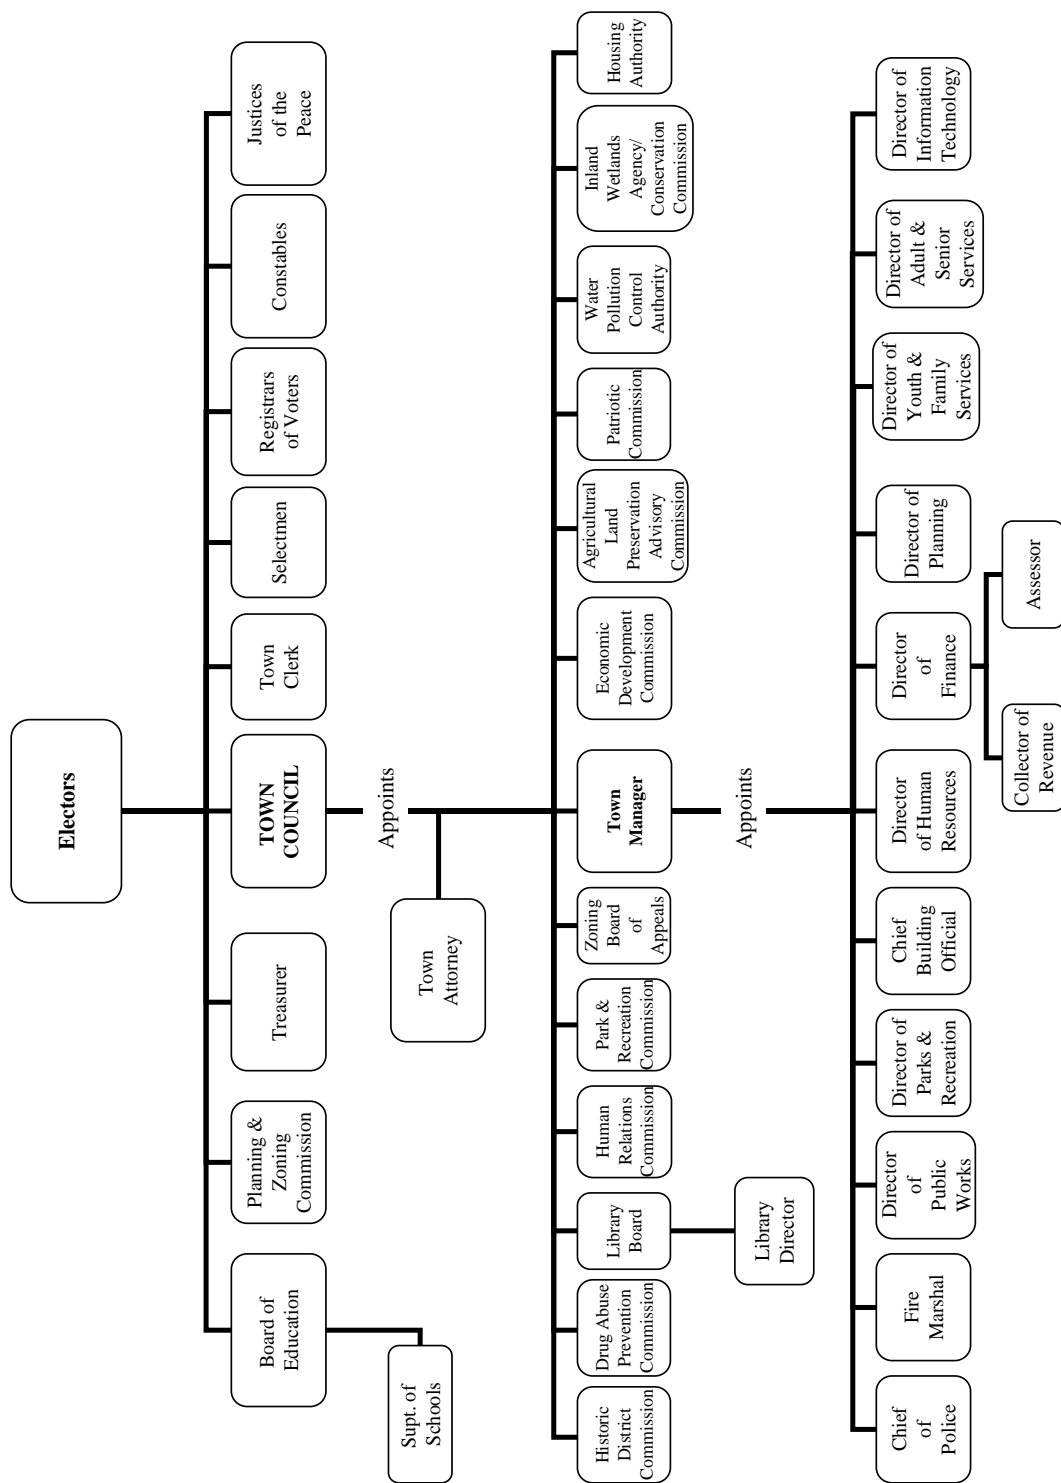 Electors
Board of
Education
Planning &
Zoning
Commission
Treasurer
TOWN
COUNCIL
Town
Clerk
Selectmen
Registrars
of Voters
Constables
Justices
of the
Peace
Supt. of
Schools
Appoints
Town
Attorney
Historic
District
Commission
Drug Abuse
Prevention
Commission
Library
Board
Human
Relations
Commission
Park &
Recreation
Commission
Zoning
Board
of
Appeals
Town
Manager
Economic
Development
Commission
Agricultural
Land
Preservation
Advisory
Commission
Patriotic
Commission
Water
Pollution
Control
Authority
Inland
Wetlands
Agency/
Conservation
Commission
Housing
Authority
Library
Director
Appoints
Chief
of
Police
Fire
Marshal
Director
of
Public
Works
Director of
Parks &
Recreation
Chief
Building
Official
Director
of Human
Resources
Director
of
Finance
Director of
Planning
Director of
Youth &
Family
Services
Director of
Adult &
Senior
Services
Director of
Information
Technology
Collector of
Revenue
Assessor